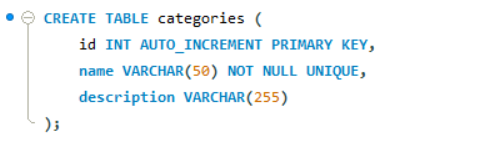 CREATE TABLE categories (
id INT AUTO_INCREMENT PRIMARY KEY,
name VARCHAR(50) NOT NULL UNIQUE,
description VARCHAR(255)
);